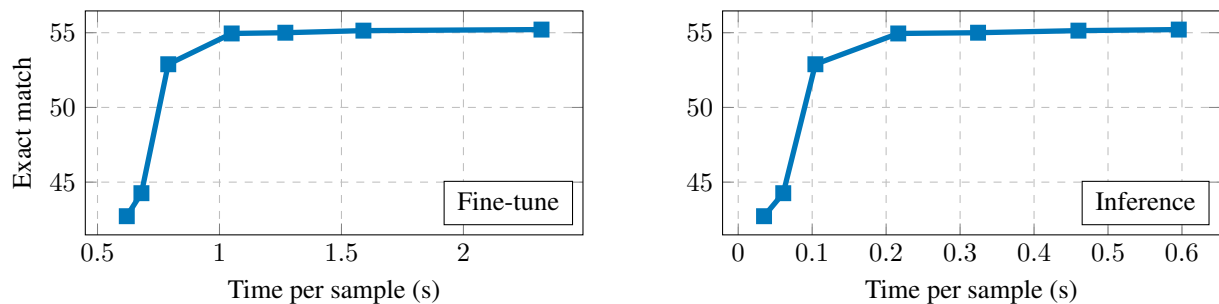 Exact match
55
50
45
0.5 1 1.5 2
Time per sample (s)
Fine-tune
55
50
45
0 0.1 0.2 0.3 0.4 0.5 0.6
Time per sample (s)
Inference